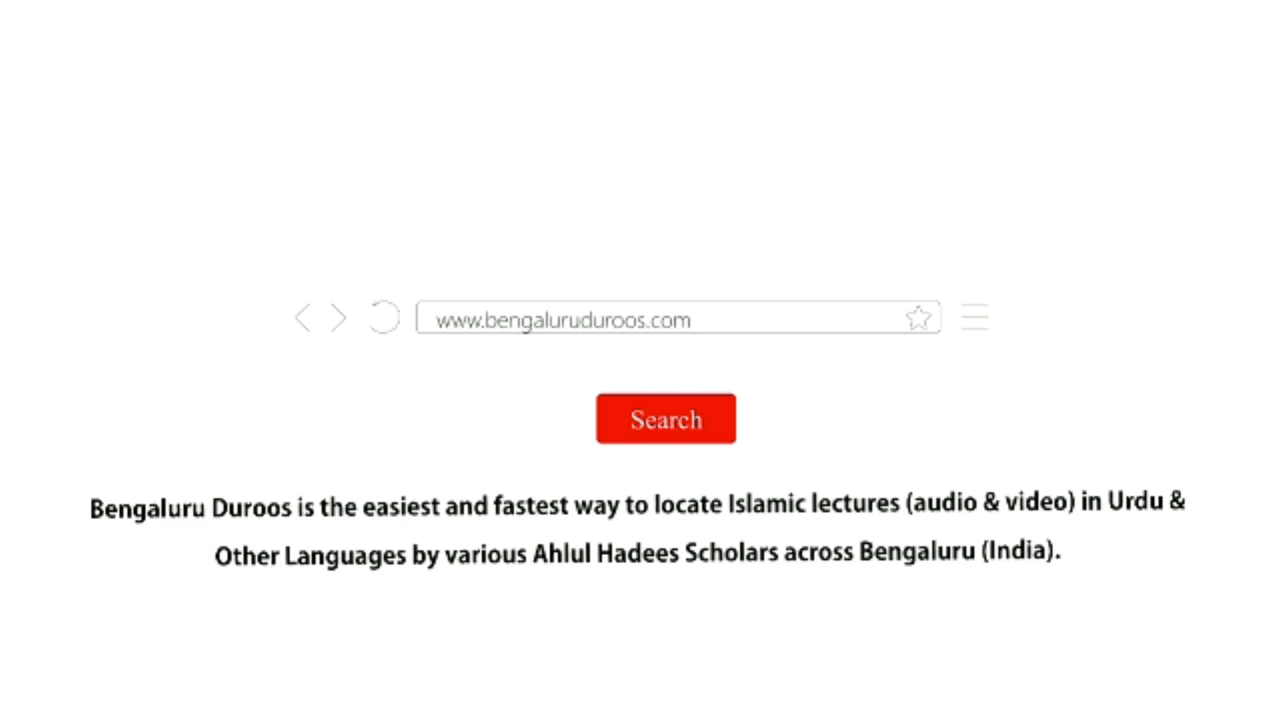 www.bengaluruduroos.com
Search
Bengaluru Duroos is the easiest and fastest way to locate Islamic lectures (audio & video) in Urdu &
Other Languages by various Ahlul Hadees Scholars across Bengaluru (India).